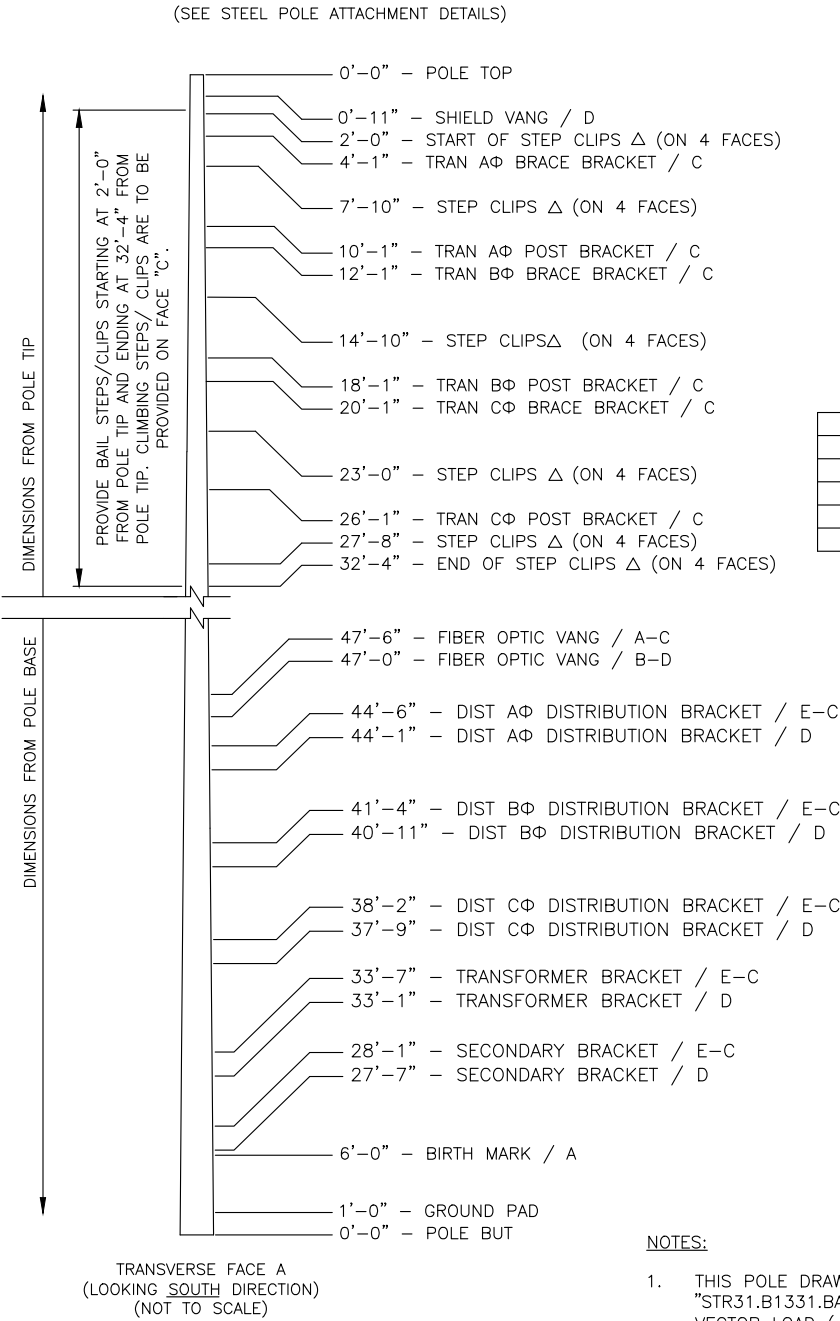 (SEE STEEL POLE ATTACHMENT DETAILS)
0'-0" - POLE TOP
0'-11" - SHIELD VANG / D
2'-0" - START OF STEP CLIPS △ (ON 4 FACES)
4'-1" - TRAN AΦ BRACE BRACKET / C
7'-10" - STEP CLIPS △ (ON 4 FACES)
10'-1" - TRAN AΦ POST BRACKET / C
12'-1" - TRAN BΦ BRACE BRACKET / C
14'-10" - STEP CLIPS△ (ON 4 FACES)
18'-1" - TRAN BΦ POST BRACKET / C
20'-1" - TRAN CΦ BRACE BRACKET / C
23'-0" - STEP CLIPS △ (ON 4 FACES)
26'-1" - TRAN CΦ POST BRACKET / C
27'-8" - STEP CLIPS △ (ON 4 FACES)
32'-4" - END OF STEP CLIPS △ (ON 4 FACES)
DIMENSIONS FROM POLE TIP
PROVIDE BAIL STEPS/CLIPS STARTING AT 2'-0"
FROM POLE TIP AND ENDING AT 32'-4" FROM
POLE TIP. CLIMBING STEPS/ CLIPS ARE TO BE
PROVIDED ON FACE "C".
DIMENSIONS FROM POLE BASE
47'-6" - FIBER OPTIC VANG / A-C
47'-0" - FIBER OPTIC VANG / B-D
44'-6" - DIST AΦ DISTRIBUTION BRACKET / E-C
44'-1" - DIST AΦ DISTRIBUTION BRACKET / D
41'-4" - DIST BΦ DISTRIBUTION BRACKET / E-C
40'-11" - DIST BΦ DISTRIBUTION BRACKET / D
38'-2" - DIST CΦ DISTRIBUTION BRACKET / E-C
37'-9" - DIST CΦ DISTRIBUTION BRACKET / D
33'-7" - TRANSFORMER BRACKET / E-C
33'-1" - TRANSFORMER BRACKET / D
28'-1" - SECONDARY BRACKET / E-C
27'-7" - SECONDARY BRACKET / D
6'-0" - BIRTH MARK / A
1'-0" - GROUND PAD
0'-0" - POLE BUT
TRANSVERSE FACE A
(LOOKING SOUTH DIRECTION)
(NOT TO SCALE)
NOTES:
1. THIS POLE DRAW
"STR31.B1331.BA